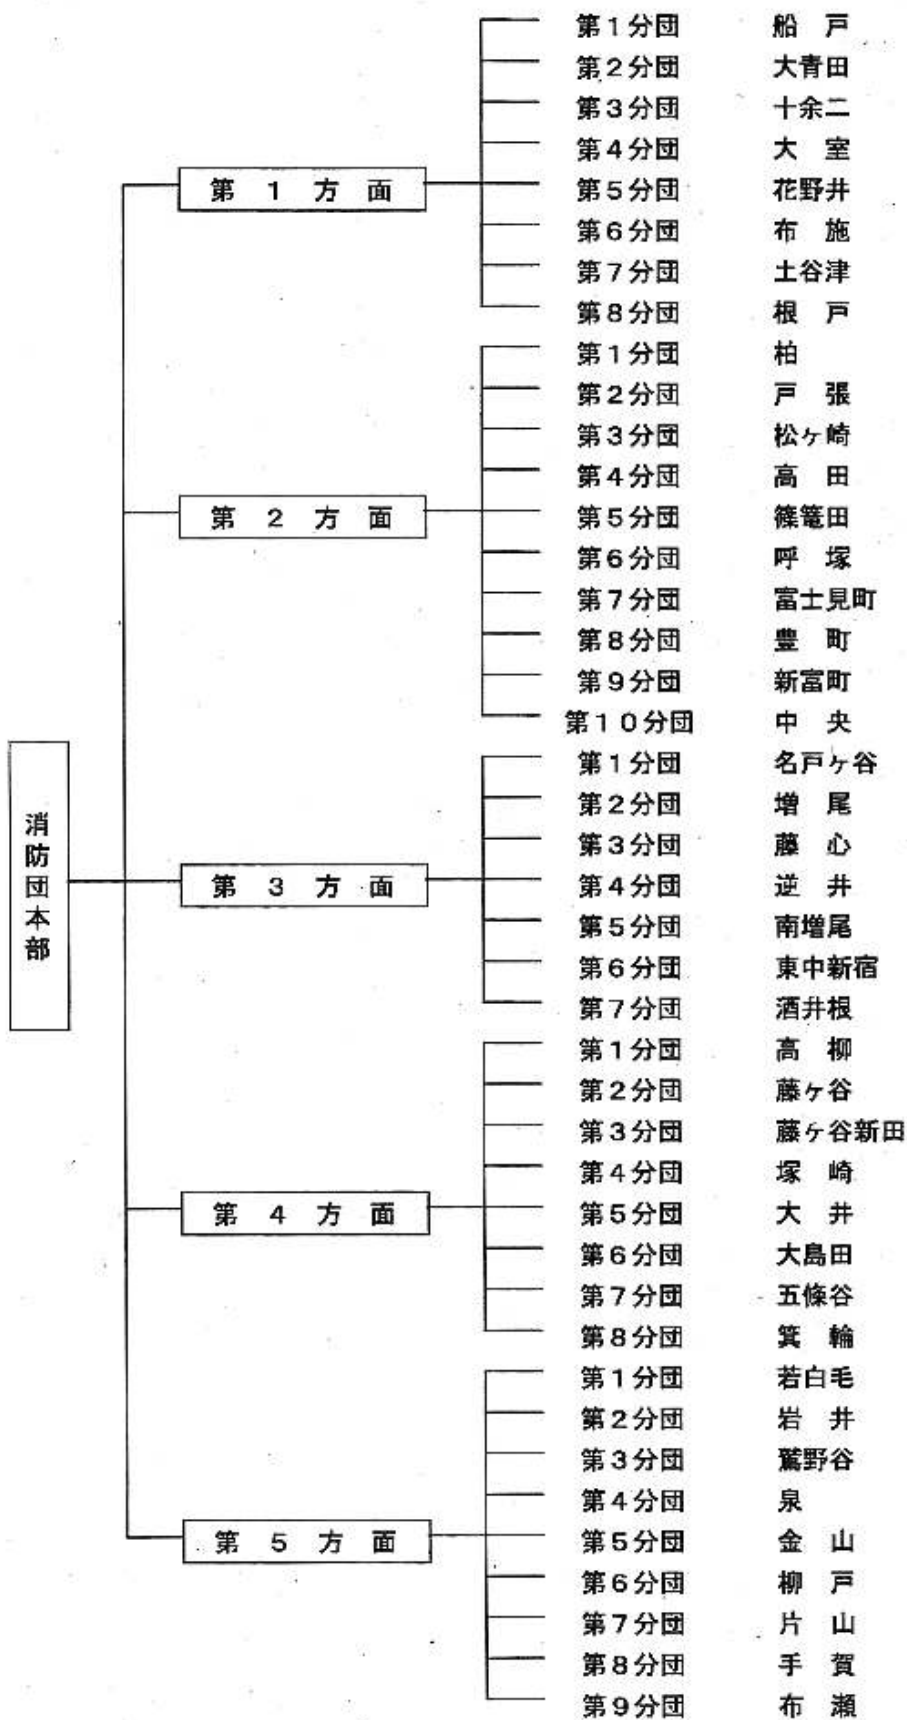 消防団本部
第1方面
第1分団 船戸
第2分団 大青田
第3分団 十余二
第4分団 大室
第5分団 花野井
第6分団 布施
第7分団 土谷津
第8分団 根戸
第2方面
第1分団 柏
第2分団 戸張
第3分団 松ヶ崎
第4分団 高田
第5分団 篠籠田
第6分団 呼塚
第7分団 富士見町
第8分団 豊町
第9分団 新富町
第10分団 中央
第3方面
第1分団 名戸ヶ谷
第2分団 増尾
第3分団 藤心
第4分団 逆井
第5分団 南増尾
第6分団 東中新宿
第7分団 酒井根
第4方面
第1分団 高柳
第2分団 藤ヶ谷
第3分団 藤ヶ谷新田
第4分団 塚崎
第5分団 大井
第6分団 大島田
第7分団 五條谷
第8分団 箕輪
第5方面
第1分団 若白毛
第2分団 岩井
第3分団 鷲野谷
第4分団 泉
第5分団 金山
第6分団 柳戸
第7分団 片山
第8分団 手賀
第9分団 布瀬